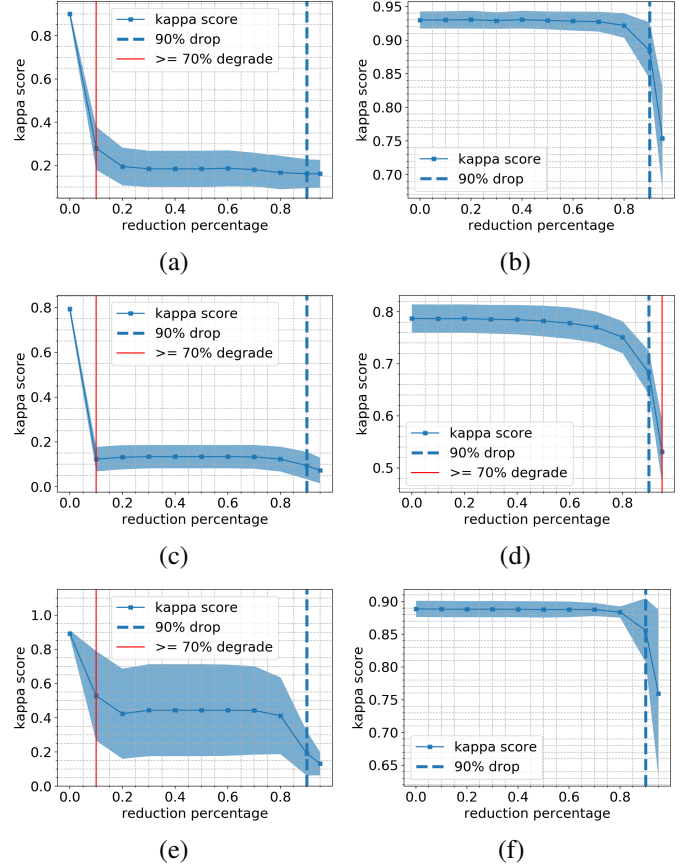 kappa score
0.8
0.6
0.4
0.2
kappa score
90% drop
>= 70% degrade
0.0 0.2 0.4 0.6 0.8
reduction percentage
(a)
kappa score
0.95
0.90
0.85
0.80
0.75
0.70
kappa score
90% drop
0.0 0.2 0.4 0.6 0.8
reduction percentage
(b)
kappa score
0.8
0.6
0.4
0.2
0.0
kappa score
90% drop
>= 70% degrade
0.0 0.2 0.4 0.6 0.8
reduction percentage
(c)
kappa score
0.8
0.7
0.6
0.5
kappa score
90% drop
>= 70% degrade
0.0 0.2 0.4 0.6 0.8
reduction percentage
(d)
kappa score
1.0
0.8
0.6
0.4
0.2
0.0
kappa score
90% drop
>= 70% degrade
0.0 0.2 0.4 0.6 0.8
reduction percentage
(e)
kappa score
0.90
0.85
0.80
0.75
0.70
0.65
kappa score
90% drop
0.0 0.2 0.4 0.6 0.8
reduction percentage
(f)